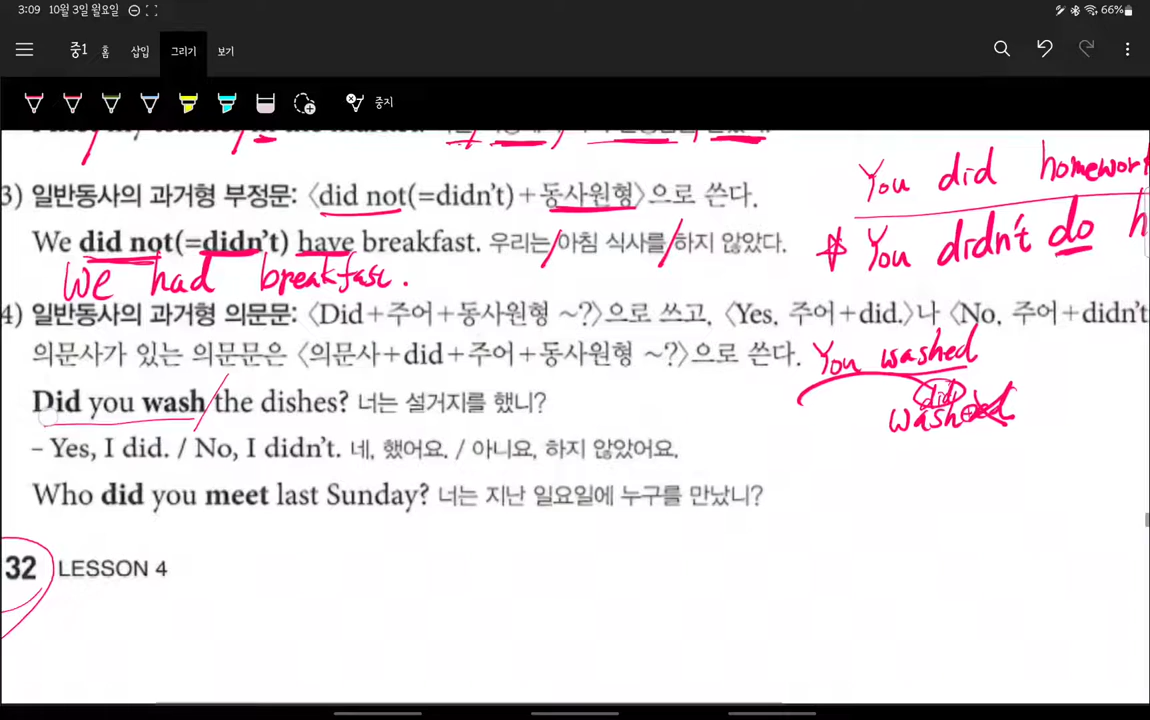 3:09 10월 3일 월요일 66%
중1 홈 삽입 그리기 보기
중지
You did homework
3) 일반동사의 과거형 부정문: 〈did not(=didn't)+동사원형〉으로 쓴다.
We did not(=didn't) have breakfast. 우리는/아침 식사를/하지 않았다.
You didn't do h
We had breakfast.
4) 일반동사의 과거형 의문문: 〈Did+주어+동사원형 ~?〉으로 쓰고, 〈Yes, 주어+did.〉나 〈No, 주어+didn't
의문사가 있는 의문문은 〈의문사+did+주어+동사원형 ~?〉으로 쓴다.
You washed
did
Did you wash/the dishes? 너는 설거지를 했니?
washed
– Yes, I did. / No, I didn't. 네, 했어요. / 아니요, 하지 않았어요.
Who did you meet last Sunday? 너는 지난 일요일에 누구를 만났니?
32 LESSON 4